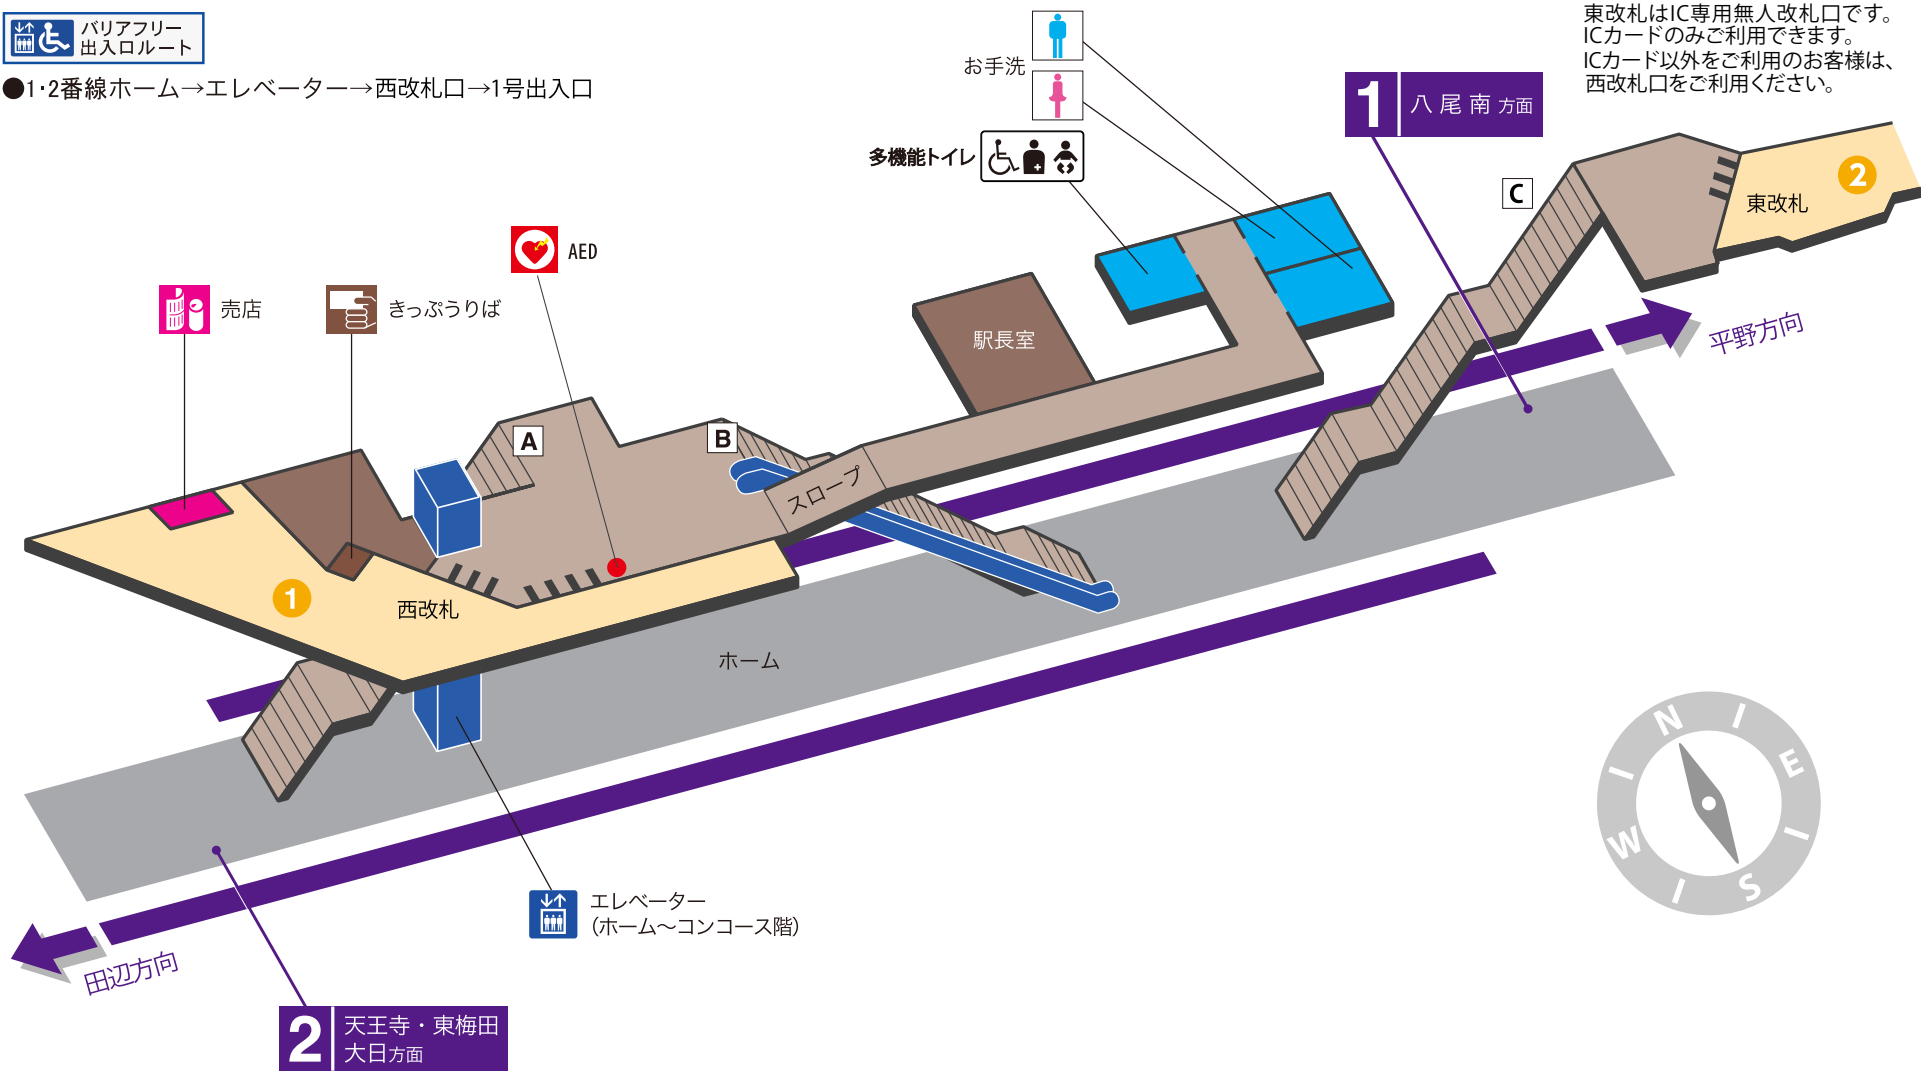 バリアフリー
出入口ルート
●1・2番線ホーム→エレベーター→西改札口→1号出入口
お手洗
多機能トイレ
東改札はIC専用無人改札口です。
ICカードのみご利用できます。
ICカード以外をご利用のお客様は、
西改札口をご利用ください。
1 八尾南 方面
C
東改札
2
AED
売店
きっぷうりば
駅長室
平野方向
A
B
スロープ
1
西改札
ホーム
N
E
W
S
エレベーター
(ホーム〜コンコース階)
田辺方向
2 天王寺・東梅田
大日方面